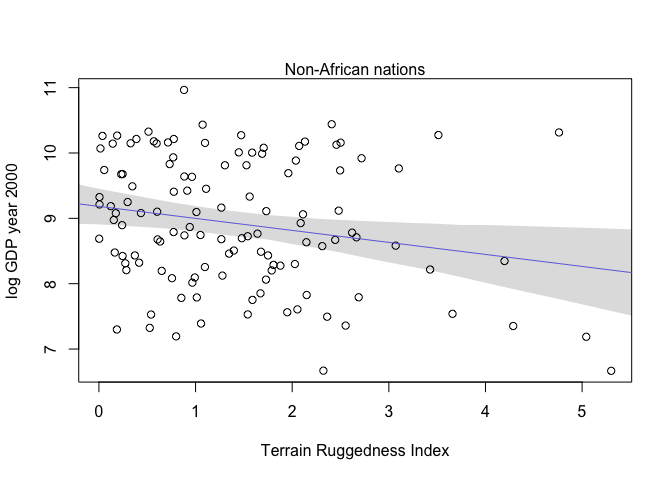 Non-African nations
11
10
9
8
7
log GDP year 2000
0 1 2 3 4 5
Terrain Ruggedness Index